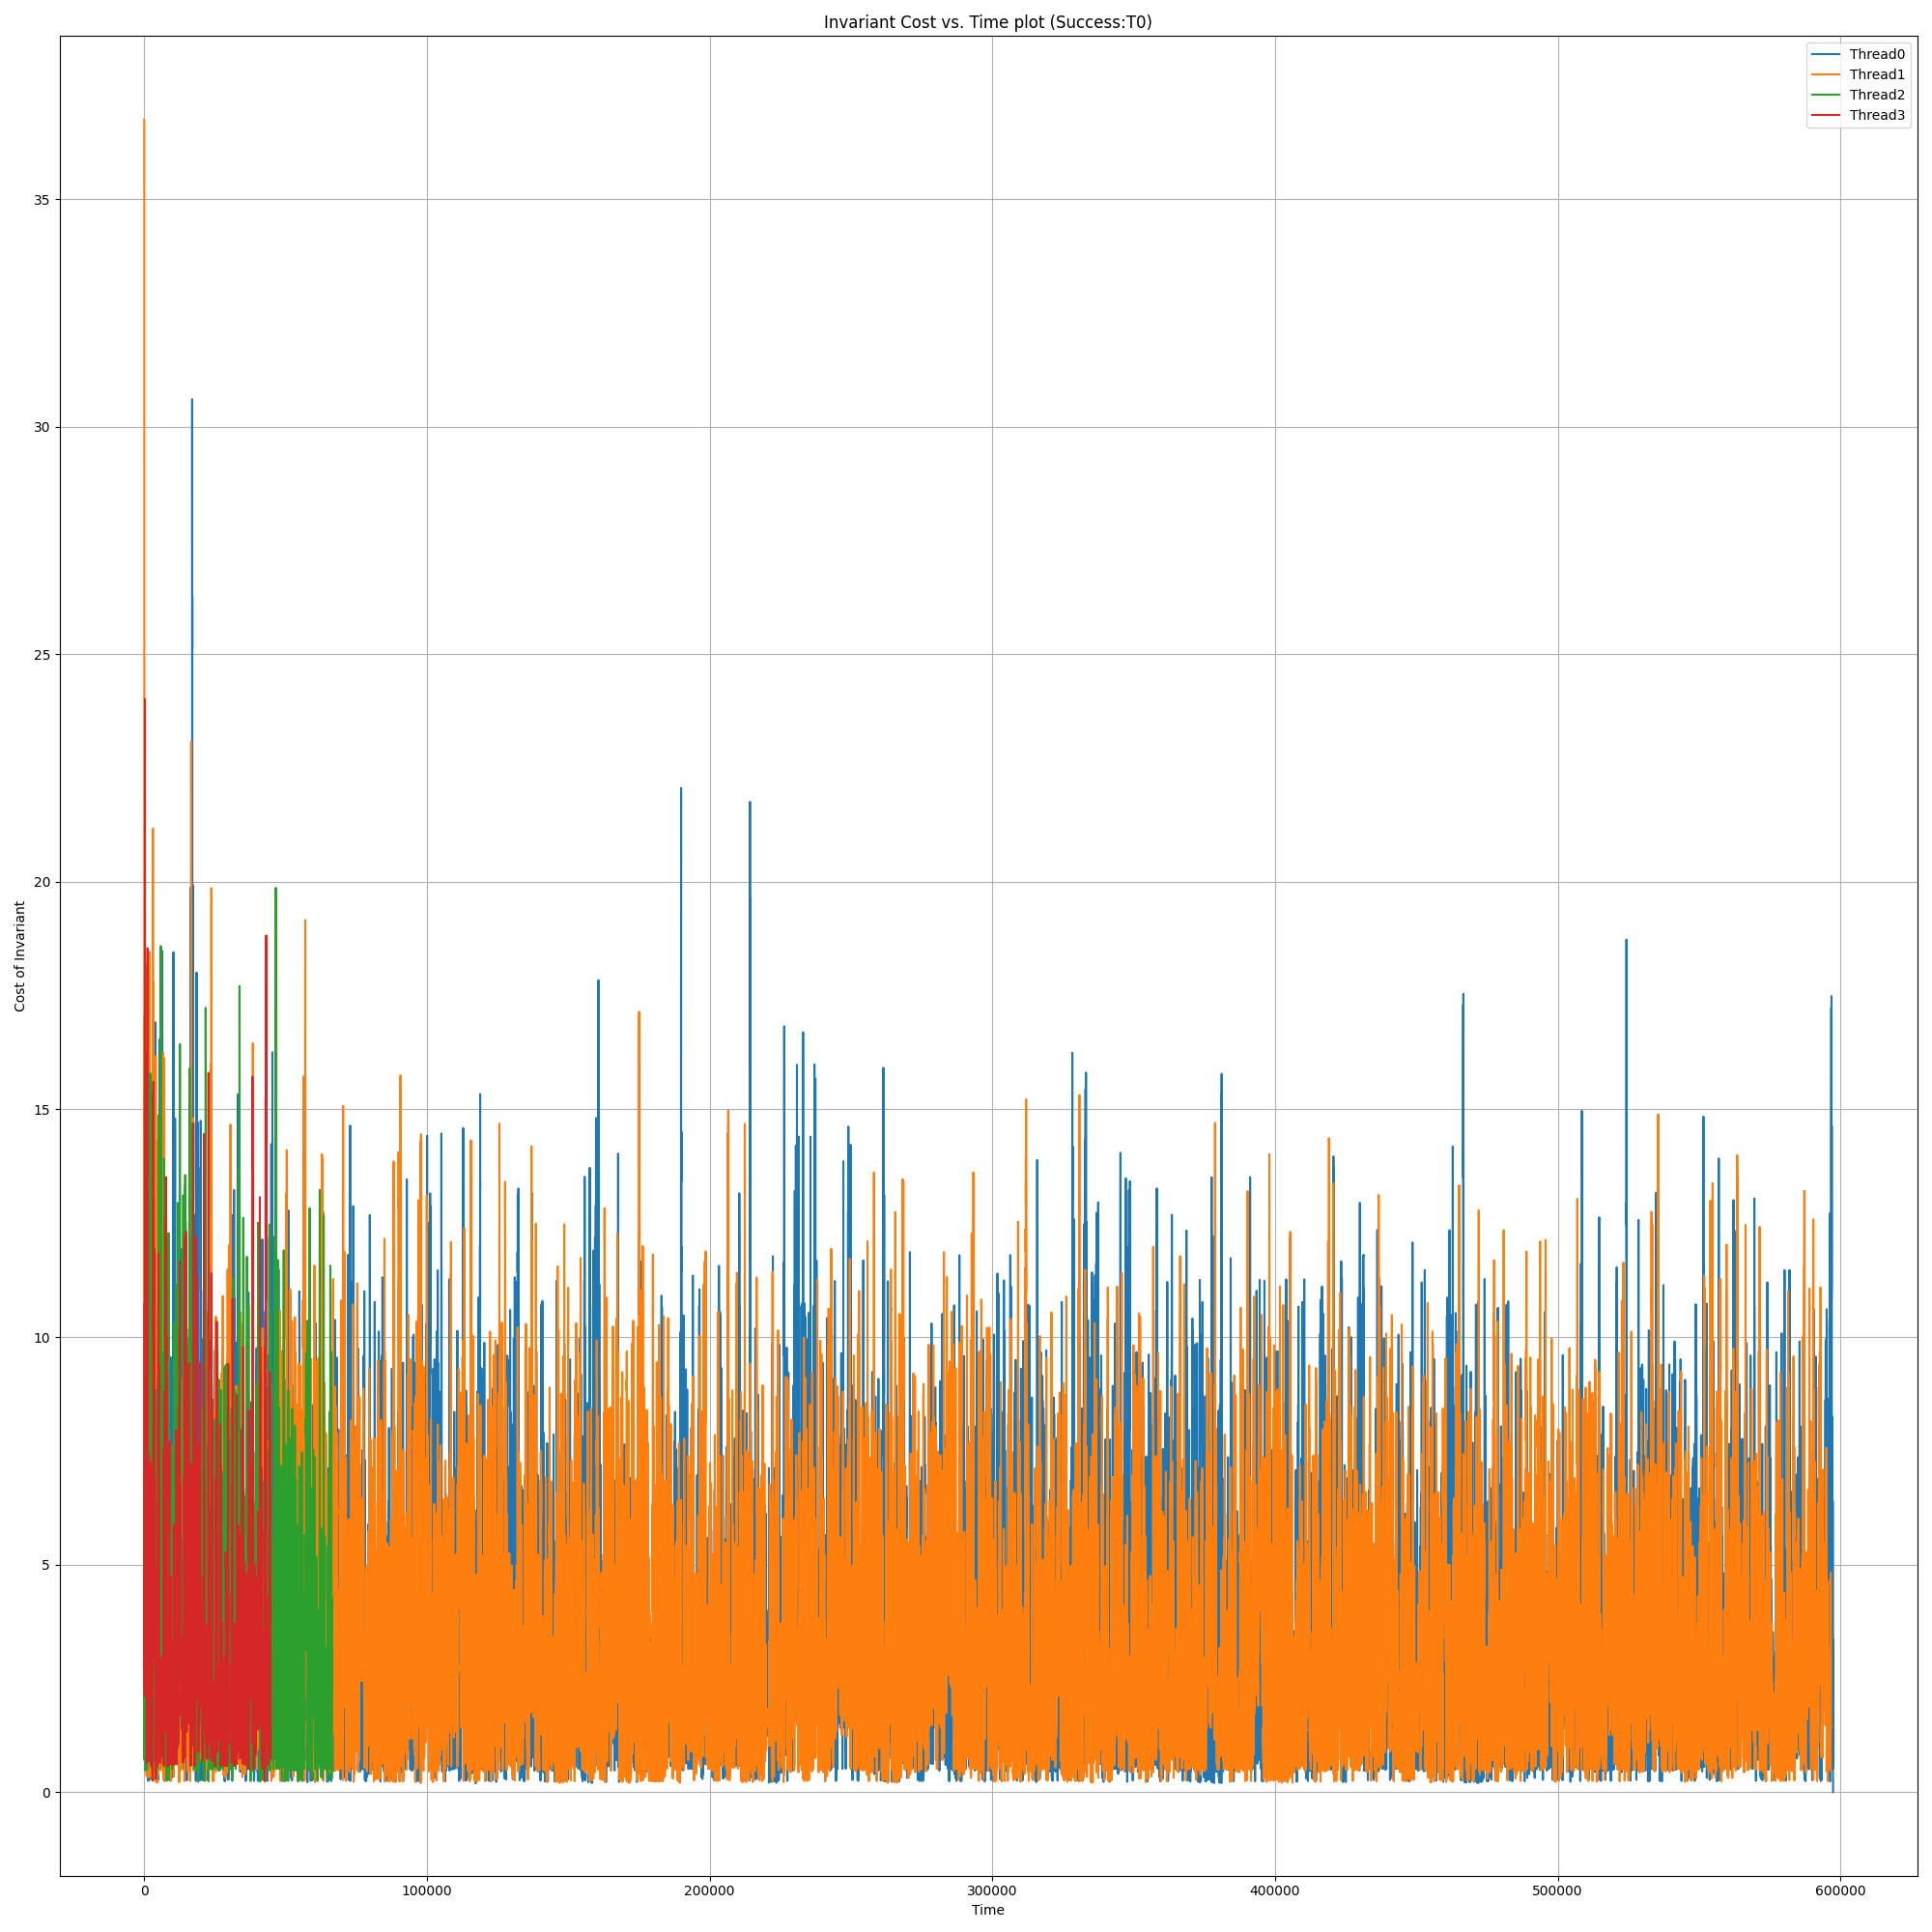 Invariant Cost vs. Time plot (Success:T0)
Thread0
Thread1
Thread2
Thread3
35
30
25
20
15
10
5
0
Cost of Invariant
0 100000 200000 300000 400000 500000 600000
Time